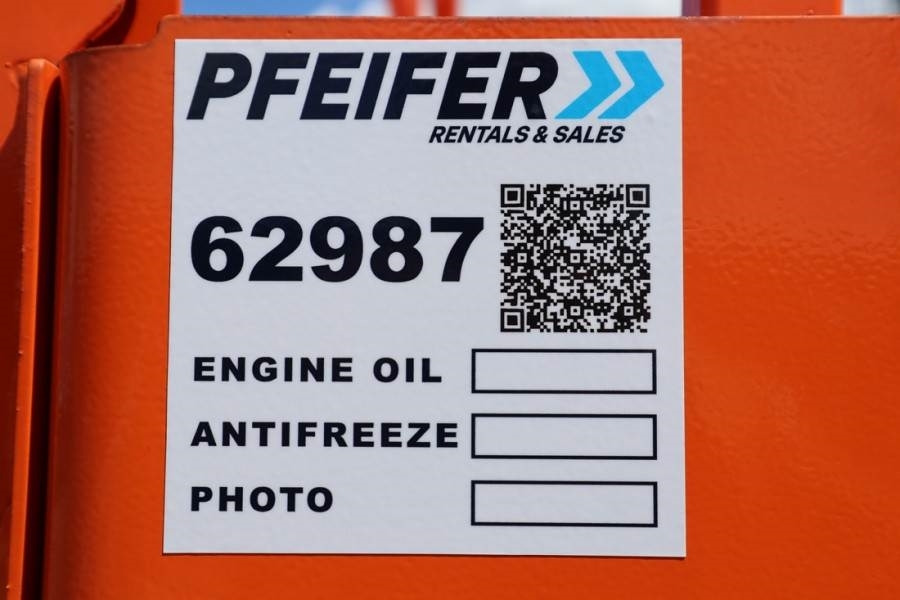 PFEIFER
RENTALS & SALES
62987
ENGINE OIL
ANTIFREEZE
PHOTO